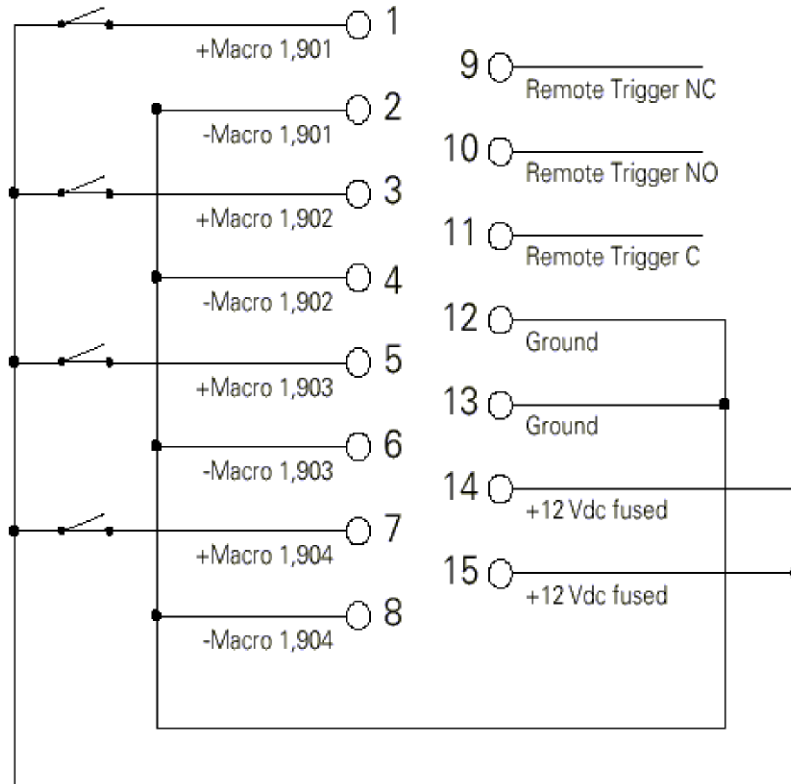 1
+Macro 1,901
2
-Macro 1,901
3
+Macro 1,902
4
-Macro 1,902
5
+Macro 1,903
6
-Macro 1,903
7
+Macro 1,904
8
-Macro 1,904
9
Remote Trigger NC
10
Remote Trigger NO
11
Remote Trigger C
12
Ground
13
Ground
14
+12 Vdc fused
15
+12 Vdc fused